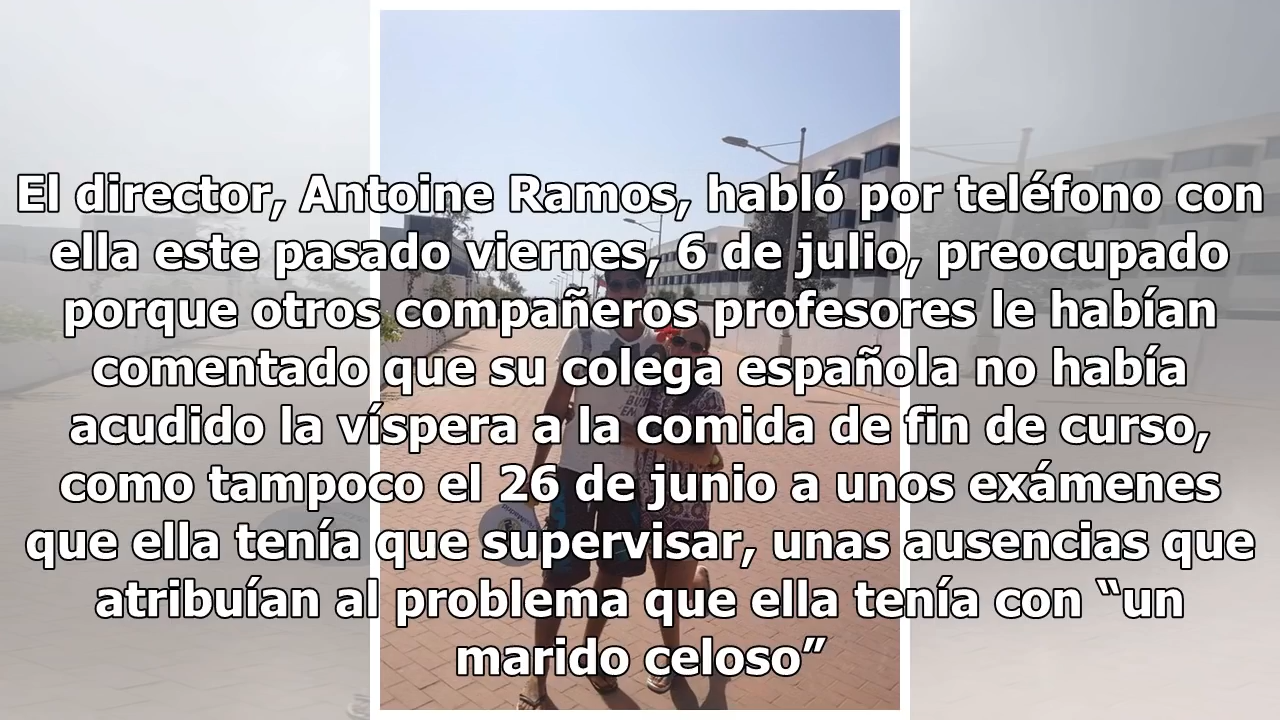 El director, Antoine Ramos, habló por teléfono con
ella este pasado viernes, 6 de julio, preocupado
porque otros compañeros profesores le habían
comentado que su colega española no había
acudido la víspera a la comida de fin de curso,
como tampoco el 26 de junio a unos exámenes
que ella tenía que supervisar, unas ausencias que
atribuían al problema que ella tenía con “un
marido celoso”